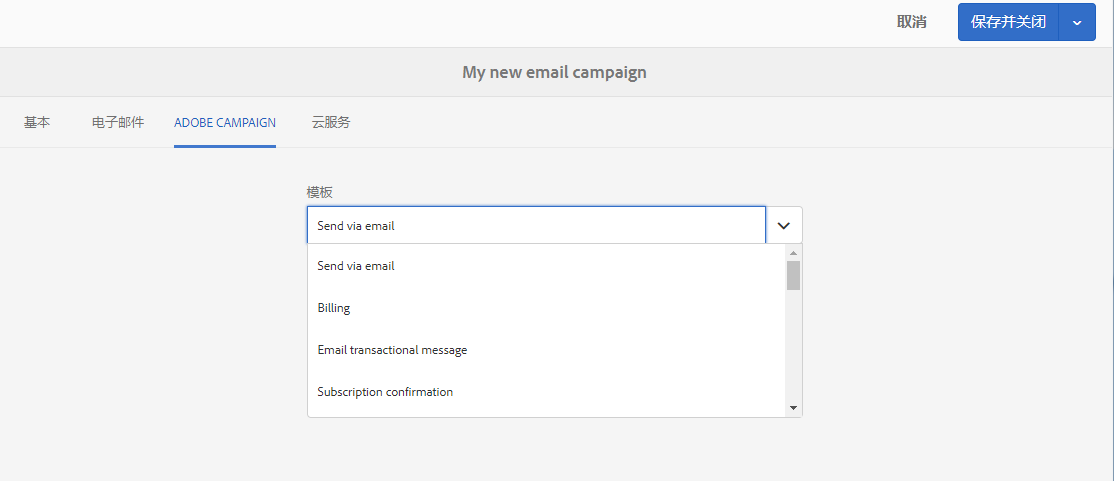 取消
保存并关闭
My new email campaign
基本
电子邮件
ADOBE CAMPAIGN
云服务
模板
Send via email
Send via email
Billing
Email transactional message
Subscription confirmation